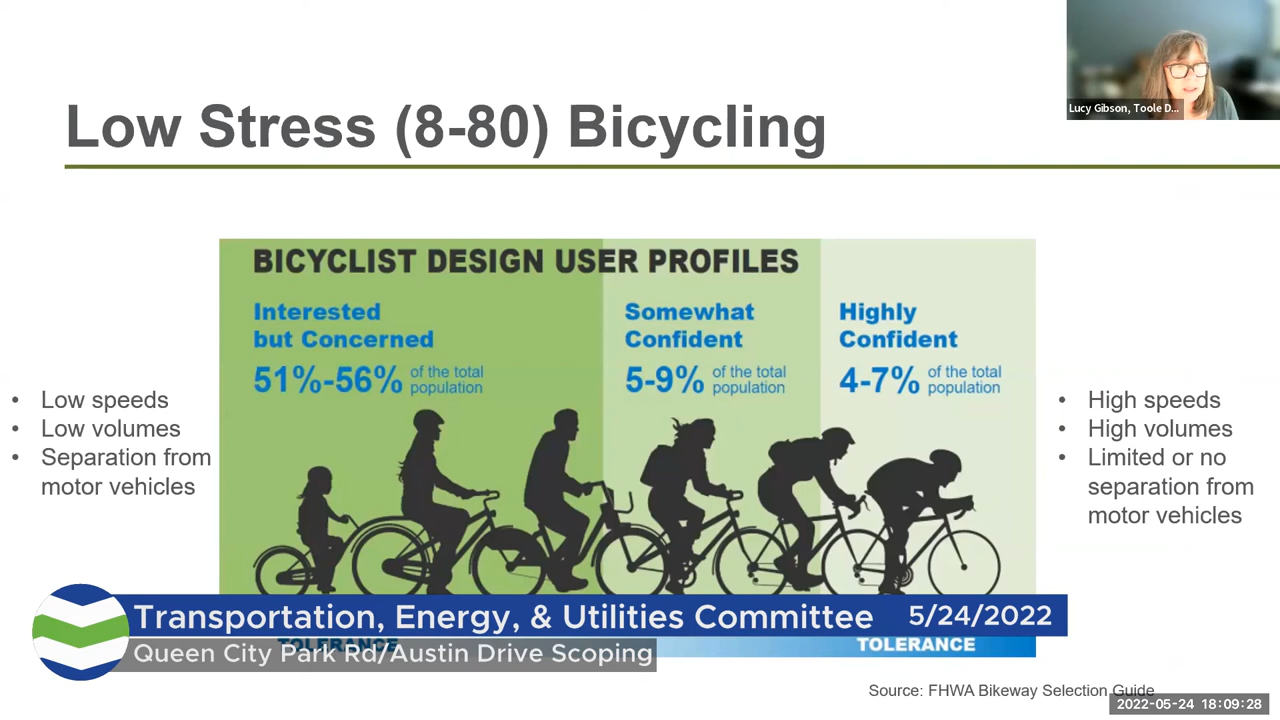 Lucy Gibson, Toole D...
Low Stress (8-80) Bicycling
BICYCLIST DESIGN USER PROFILES
Interested
but Concerned
51%-56% of the total
population
Somewhat
Confident
5-9% of the total
population
Highly
Confident
4-7% of the total
population
• Low speeds
• Low volumes
• Separation from
motor vehicles
• High speeds
• High volumes
• Limited or no
separation from
motor vehicles
Transportation, Energy, & Utilities Committee 5/24/2022
TOLERANCE
TOLERANCE
Queen City Park Rd/Austin Drive Scoping
Source: FHWA Bikeway Selection Guide
2022-05-24 18:09:28